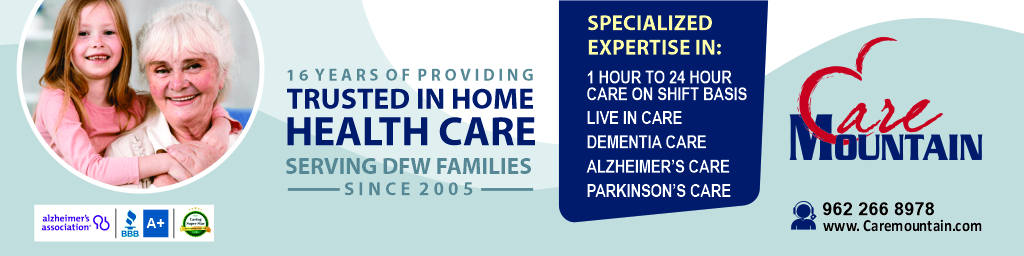 16 YEARS OF PROVIDING
TRUSTED IN HOME
HEALTH CARE
SERVING DFW FAMILIES
SINCE 2005
alzheimer's
association
BBB
A+
SPECIALIZED
EXPERTISE IN:
1 HOUR TO 24 HOUR
CARE ON SHIFT BASIS
LIVE IN CARE
DEMENTIA CARE
ALZHEIMER'S CARE
PARKINSON'S CARE
Care
MOUNTAIN
962 266 8978
www. Caremountain.com